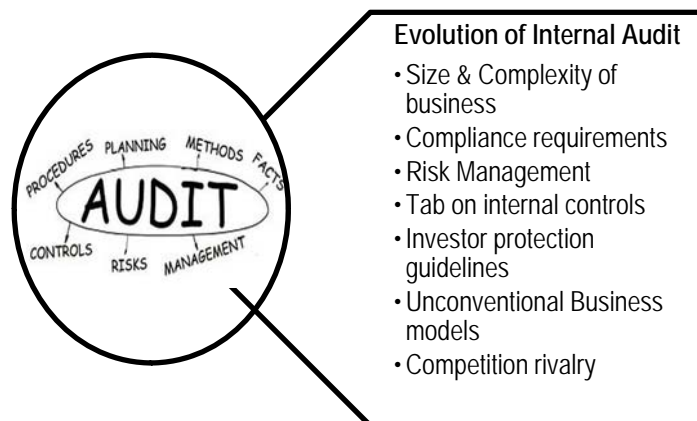 Evolution of Internal Audit
• Size & Complexity of
business
• Compliance requirements
• Risk Management
• Tab on internal controls
• Investor protection
guidelines
• Unconventional Business
models
• Competition rivalry
PROCEDURES
PLANNING
METHODS
FACTS
AUDIT
CONTROLS
RISKS
MANAGEMENT